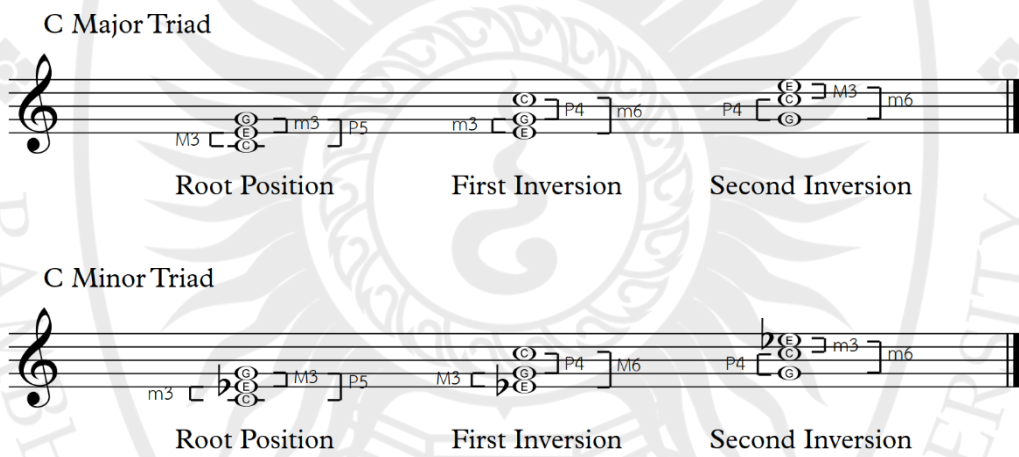 C Major Triad
G E C M3 m3 P5
C G E m3 P4 m6
E C G P4 M3 m6
Root Position First Inversion Second Inversion
C Minor Triad
G ♭E C m3 M3 P5
C G ♭E M3 P4 M6
♭E C G P4 m3 m6
Root Position First Inversion Second Inversion